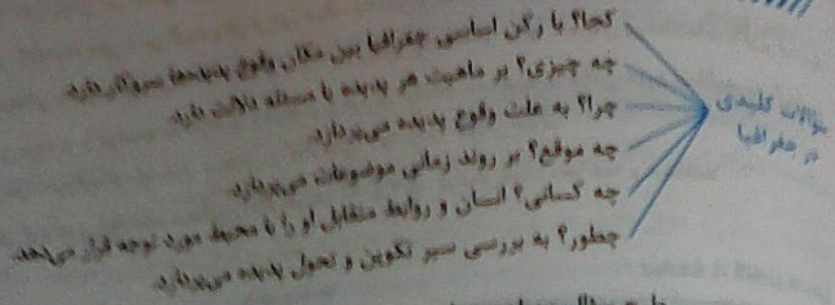 سوالات کلیدی
در جغرافیا
کجا؟ با رکن اساسی جغرافیا یعنی مکان وقوع پدیده‌ها سروکار دارد.
چه چیزی؟ بر ماهیت هر پدیده یا مسئله دلالت دارد.
چرا؟ به علت وقوع پدیده می‌پردازد.
چه موقع؟ بر روند زمانی موضوعات می‌پردازد.
چه کسانی؟ انسان و روابط متقابل او را با محیط مورد توجه قرار می‌دهد.
چطور؟ به بررسی سیر تکوین و تحول پدیده می‌پردازد.